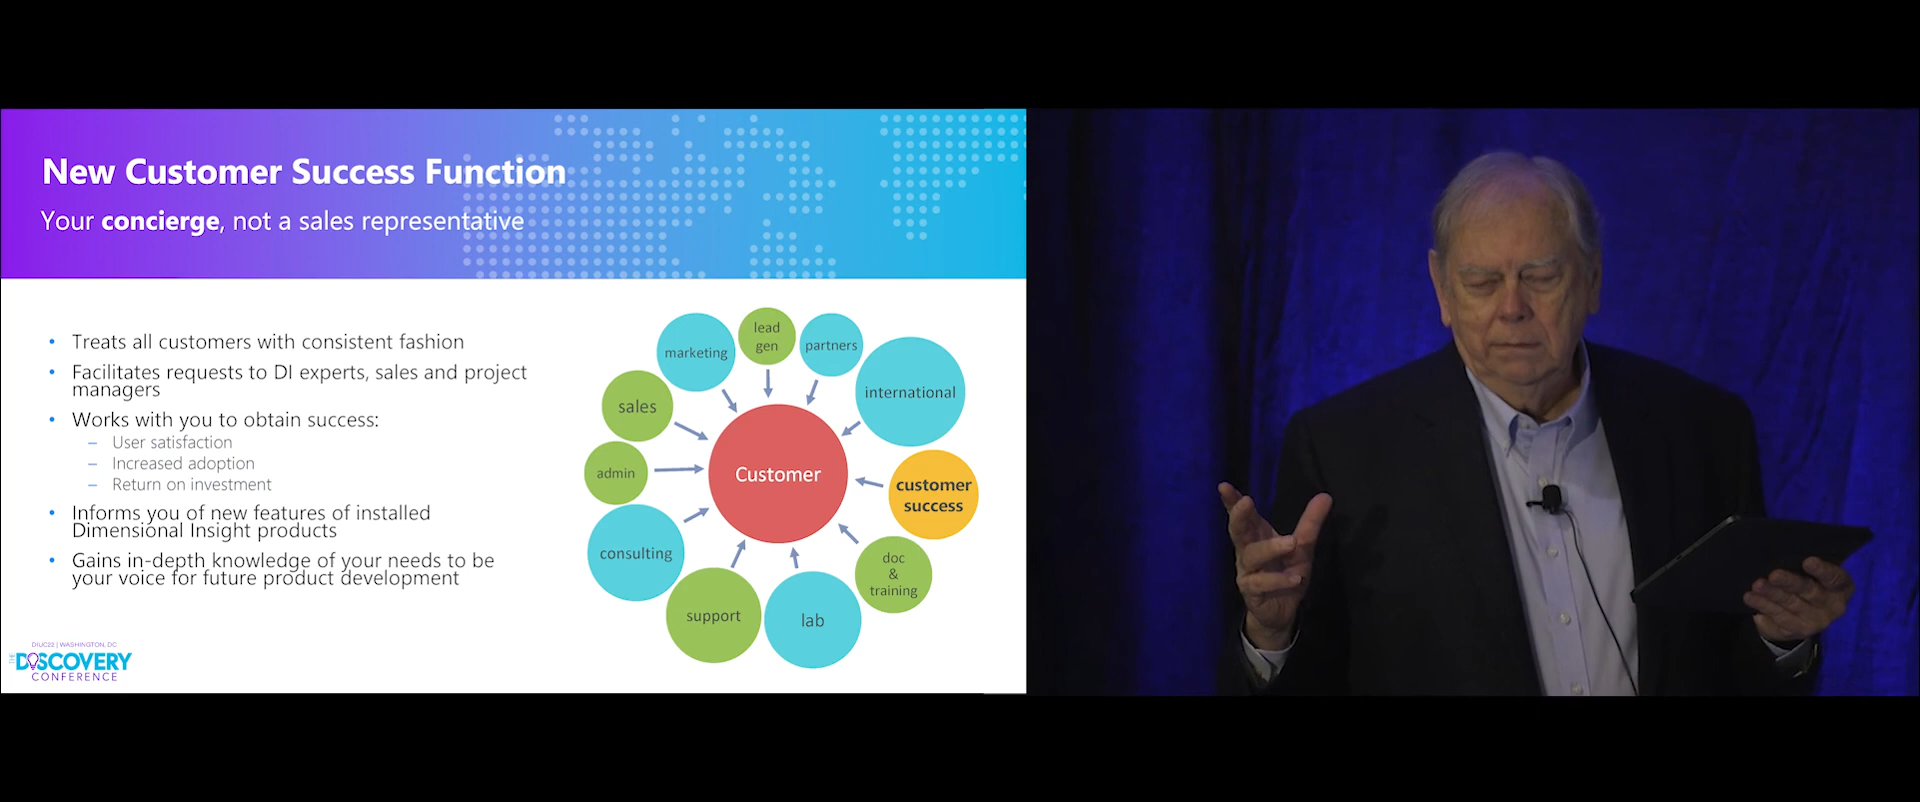 New Customer Success Function
Your concierge, not a sales representative
• Treats all customers with consistent fashion
• Facilitates requests to DI experts, sales and project
managers
• Works with you to obtain success:
– User satisfaction
– Increased adoption
– Return on investment
• Informs you of new features of installed
Dimensional Insight products
• Gains in-depth knowledge of your needs to be
your voice for future product development
lead
gen
partners
marketing
international
sales
customer
success
admin
Customer
consulting
doc
&
training
support
lab
DIUC22 | WASHINGTON, DC
THE
DISCOVERY
CONFERENCE